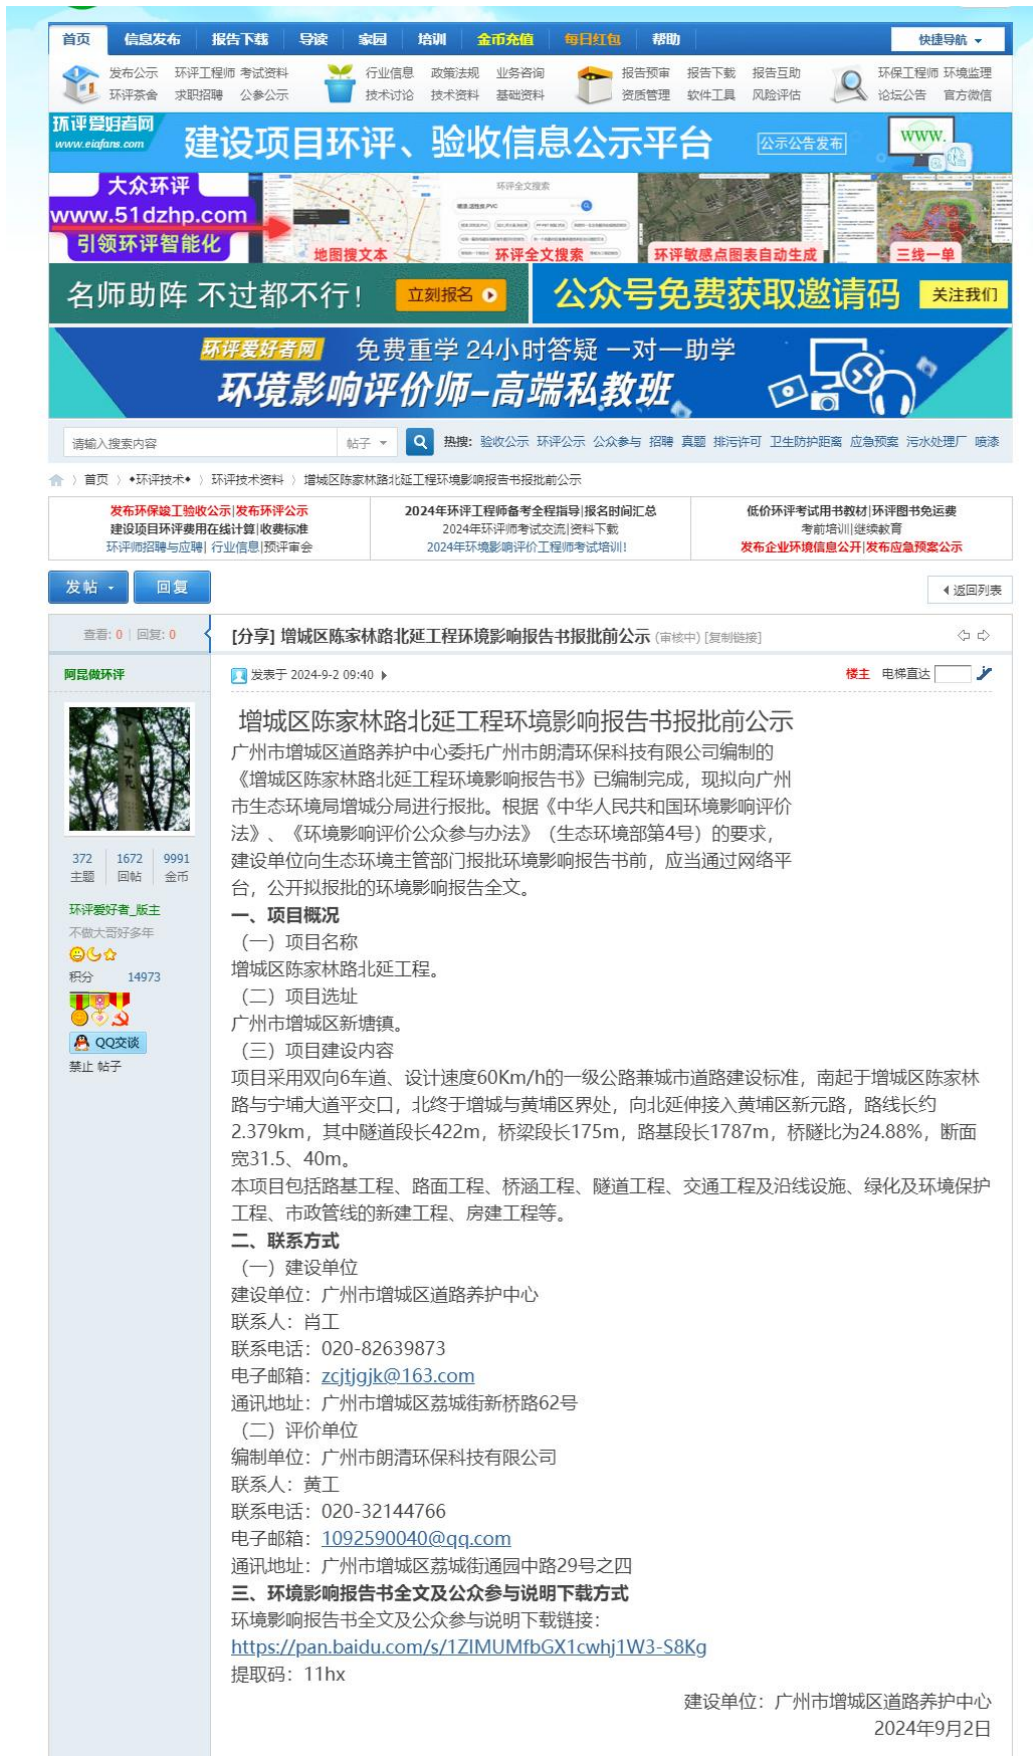 首页 信息发布 报告下载 导读 家园 培训 金币充值 每日红包 帮助 快捷导航
发布公示 环评工程师 考试资料 行业信息 政策法规 业务咨询 报告预审 报告下载 报告互助 环保工程师 环境监理
环评茶舍 求职招聘 公参公示 技术讨论 技术资料 基础资料 资质管理 软件工具 风险评估 论坛公告 官方微信
环评爱好者网
www.eiafans.com
建设项目环评、验收信息公示平台 公示公告发布 WWW.
大众环评
www.51dzhp.com
引领环评智能化
地图搜文本
环评全文搜索
环评全文搜索
环评敏感点图表自动生成
三线一单
名师助阵 不过都不行! 立刻报名 公众号免费获取邀请码 关注我们
环评爱好者网 免费重学 24小时答疑 一对一助学
环境影响评价师-高端私教班
请输入搜索内容 帖子 热搜: 验收公示 环评公示 公众参与 招聘 真题 排污许可 卫生防护距离 应急预案 污水处理厂 喷漆
〉首页 〉◆环评技术◆ 〉环评技术资料 〉增城区陈家林路北延工程环境影响报告书报批前公示
发布环保竣工验收公示|发布环评公示 2024年环评工程师备考全程指导|报名时间汇总 低价环评考试用书教材|环评图书免运费
建设项目环评费用在线计算|收费标准 2024年环评师考试交流|资料下载 考前培训|继续教育
环评师招聘与应聘| 行业信息|预评审会 2024年环境影响评价工程师考试培训! 发布企业环境信息公开|发布应急预案公示
发帖 回复 返回列表
查看: 0 | 回复: 0 [分享] 增城区陈家林路北延工程环境影响报告书报批前公示 (审核中) [复制链接]
阿昆做环评 发表于 2024-9-2 09:40 楼主 电梯直达
372 1672 9991
主题 回帖 金币
环评爱好者_版主
不做大哥好多年
积分 14973
QQ交谈
禁止 帖子
增城区陈家林路北延工程环境影响报告书报批前公示
广州市增城区道路养护中心委托广州市朗清环保科技有限公司编制的
《增城区陈家林路北延工程环境影响报告书》已编制完成，现拟向广州
市生态环境局增城分局进行报批。根据《中华人民共和国环境影响评价
法》、《环境影响评价公众参与办法》（生态环境部第4号）的要求，
建设单位向生态环境主管部门报批环境影响报告书前，应当通过网络平
台，公开拟报批的环境影响报告全文。
一、项目概况
（一）项目名称
增城区陈家林路北延工程。
（二）项目选址
广州市增城区新塘镇。
（三）项目建设内容
项目采用双向6车道、设计速度60Km/h的一级公路兼城市道路建设标准，南起于增城区陈家林
路与宁埔大道平交口，北终于增城与黄埔区界处，向北延伸接入黄埔区新元路，路线长约
2.379km，其中隧道段长422m，桥梁段长175m，路基段长1787m，桥隧比为24.88%，断面
宽31.5、40m。
本项目包括路基工程、路面工程、桥涵工程、隧道工程、交通工程及沿线设施、绿化及环境保护
工程、市政管线的新建工程、房建工程等。
二、联系方式
（一）建设单位
建设单位：广州市增城区道路养护中心
联系人：肖工
联系电话：020-82639873
电子邮箱：zcjtjgjk@163.com
通讯地址：广州市增城区荔城街新桥路62号
（二）评价单位
编制单位：广州市朗清环保科技有限公司
联系人：黄工
联系电话：020-32144766
电子邮箱：1092590040@qq.com
通讯地址：广州市增城区荔城街通园中路29号之四
三、环境影响报告书全文及公众参与说明下载方式
环境影响报告书全文及公众参与说明下载链接：
https://pan.baidu.com/s/1ZIMUMfbGX1cwhj1W3-S8Kg
提取码：11hx
建设单位：广州市增城区道路养护中心
2024年9月2日